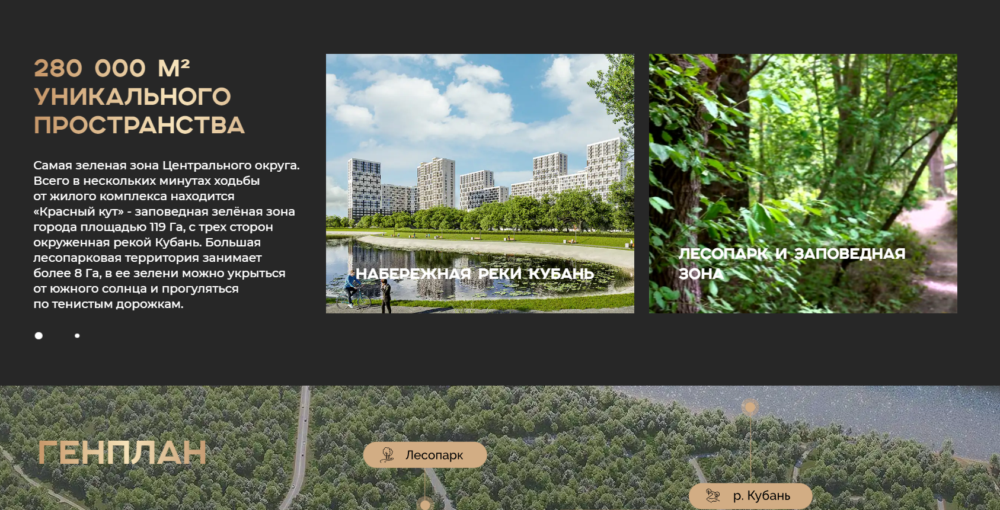 280 000 М²
УНИКАЛЬНОГО
ПРОСТРАНСТВА
Самая зеленая зона Центрального округа.
Всего в нескольких минутах ходьбы
от жилого комплекса находится
«Красный кут» - заповедная зелёная зона
города площадью 119 Га, с трех сторон
окруженная рекой Кубань. Большая
лесопарковая территория занимает
более 8 Га, в ее зелени можно укрыться
от южного солнца и прогуляться
по тенистым дорожкам.
НАБЕРЕЖНАЯ РЕКИ КУБАНЬ
ЛЕСОПАРК И ЗАПОВЕДНАЯ
ЗОНА
ГЕНПЛАН
Лесопарк
р. Кубань